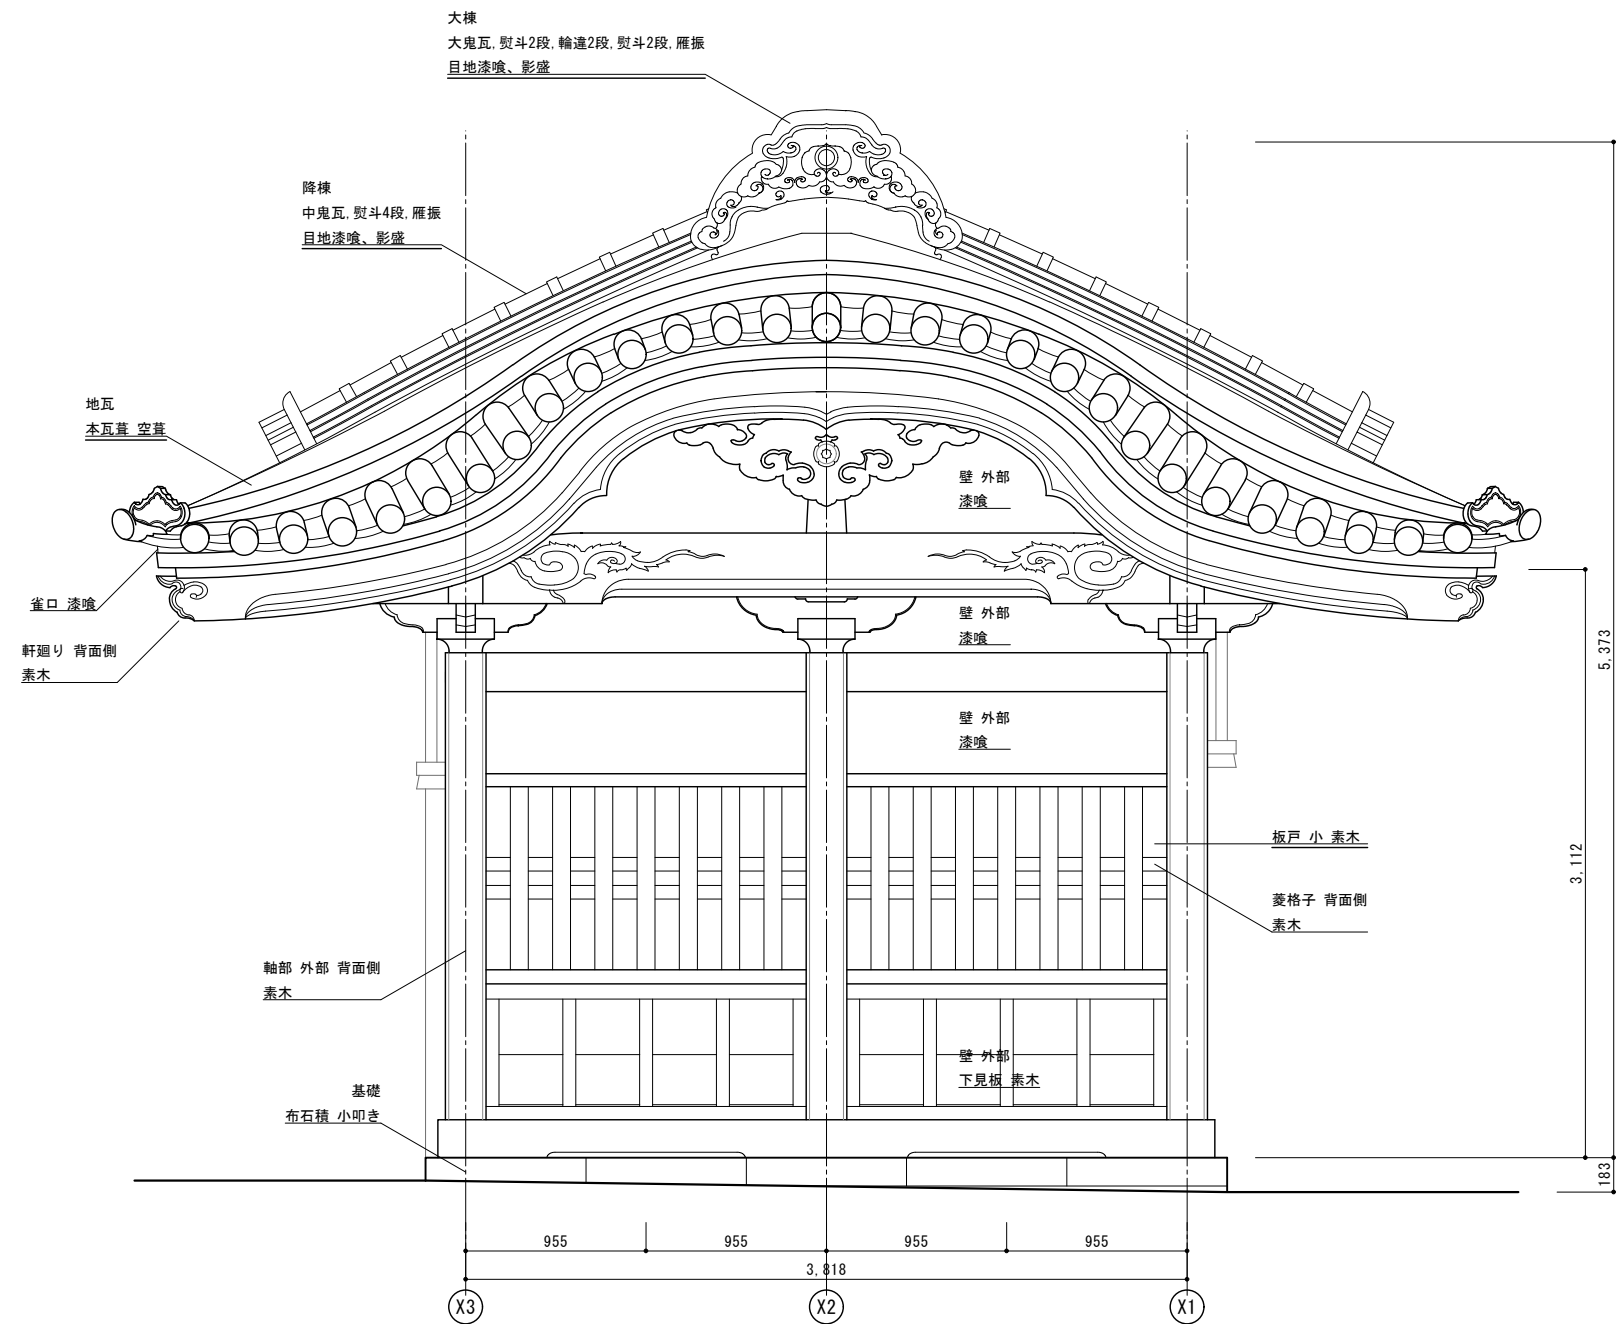 大棟
大鬼瓦,熨斗2段,輪違2段,熨斗2段,雁振
目地漆喰、影盛
降棟
中鬼瓦,熨斗4段,雁振
目地漆喰、影盛
地瓦
本瓦葺 空葺
壁 外部
漆喰
雀口 漆喰
壁 外部
漆喰
軒廻り 背面側
素木
5,373
壁 外部
漆喰
板戸 小 素木
3,112
菱格子 背面側
素木
軸部 外部 背面側
素木
壁 外部
下見板 素木
基礎
布石積 小叩き
183
955
955
955
955
3,818
X3
X2
X1